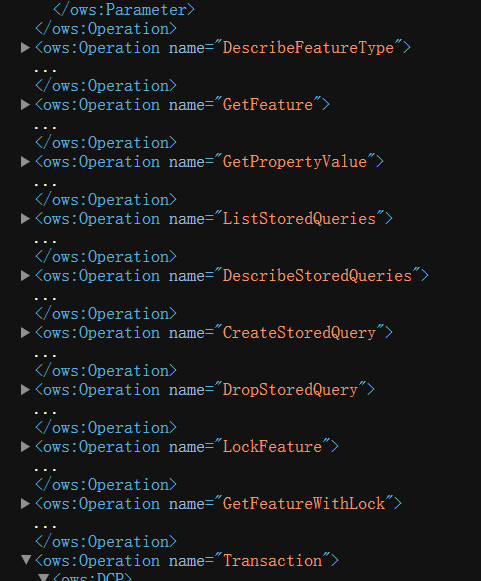 </ows:Parameter>
</ows:Operation>
<ows:Operation name="DescribeFeatureType">
...
</ows:Operation>
<ows:Operation name="GetFeature">
...
</ows:Operation>
<ows:Operation name="GetPropertyValue">
...
</ows:Operation>
<ows:Operation name="ListStoredQueries">
...
</ows:Operation>
<ows:Operation name="DescribeStoredQueries">
...
</ows:Operation>
<ows:Operation name="CreateStoredQuery">
...
</ows:Operation>
<ows:Operation name="DropStoredQuery">
...
</ows:Operation>
<ows:Operation name="LockFeature">
...
</ows:Operation>
<ows:Operation name="GetFeatureWithLock">
...
</ows:Operation>
<ows:Operation name="Transaction">
<ows:DCP>